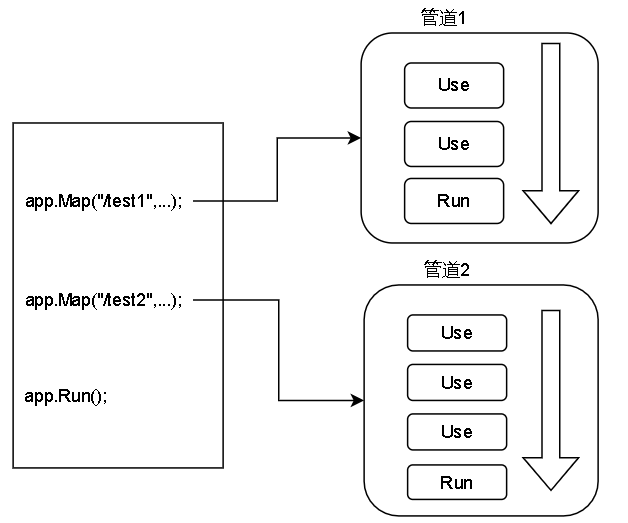 app.Map("/test1",...);
app.Map("/test2",...);
app.Run();
管道1
Use
Use
Run
管道2
Use
Use
Use
Run